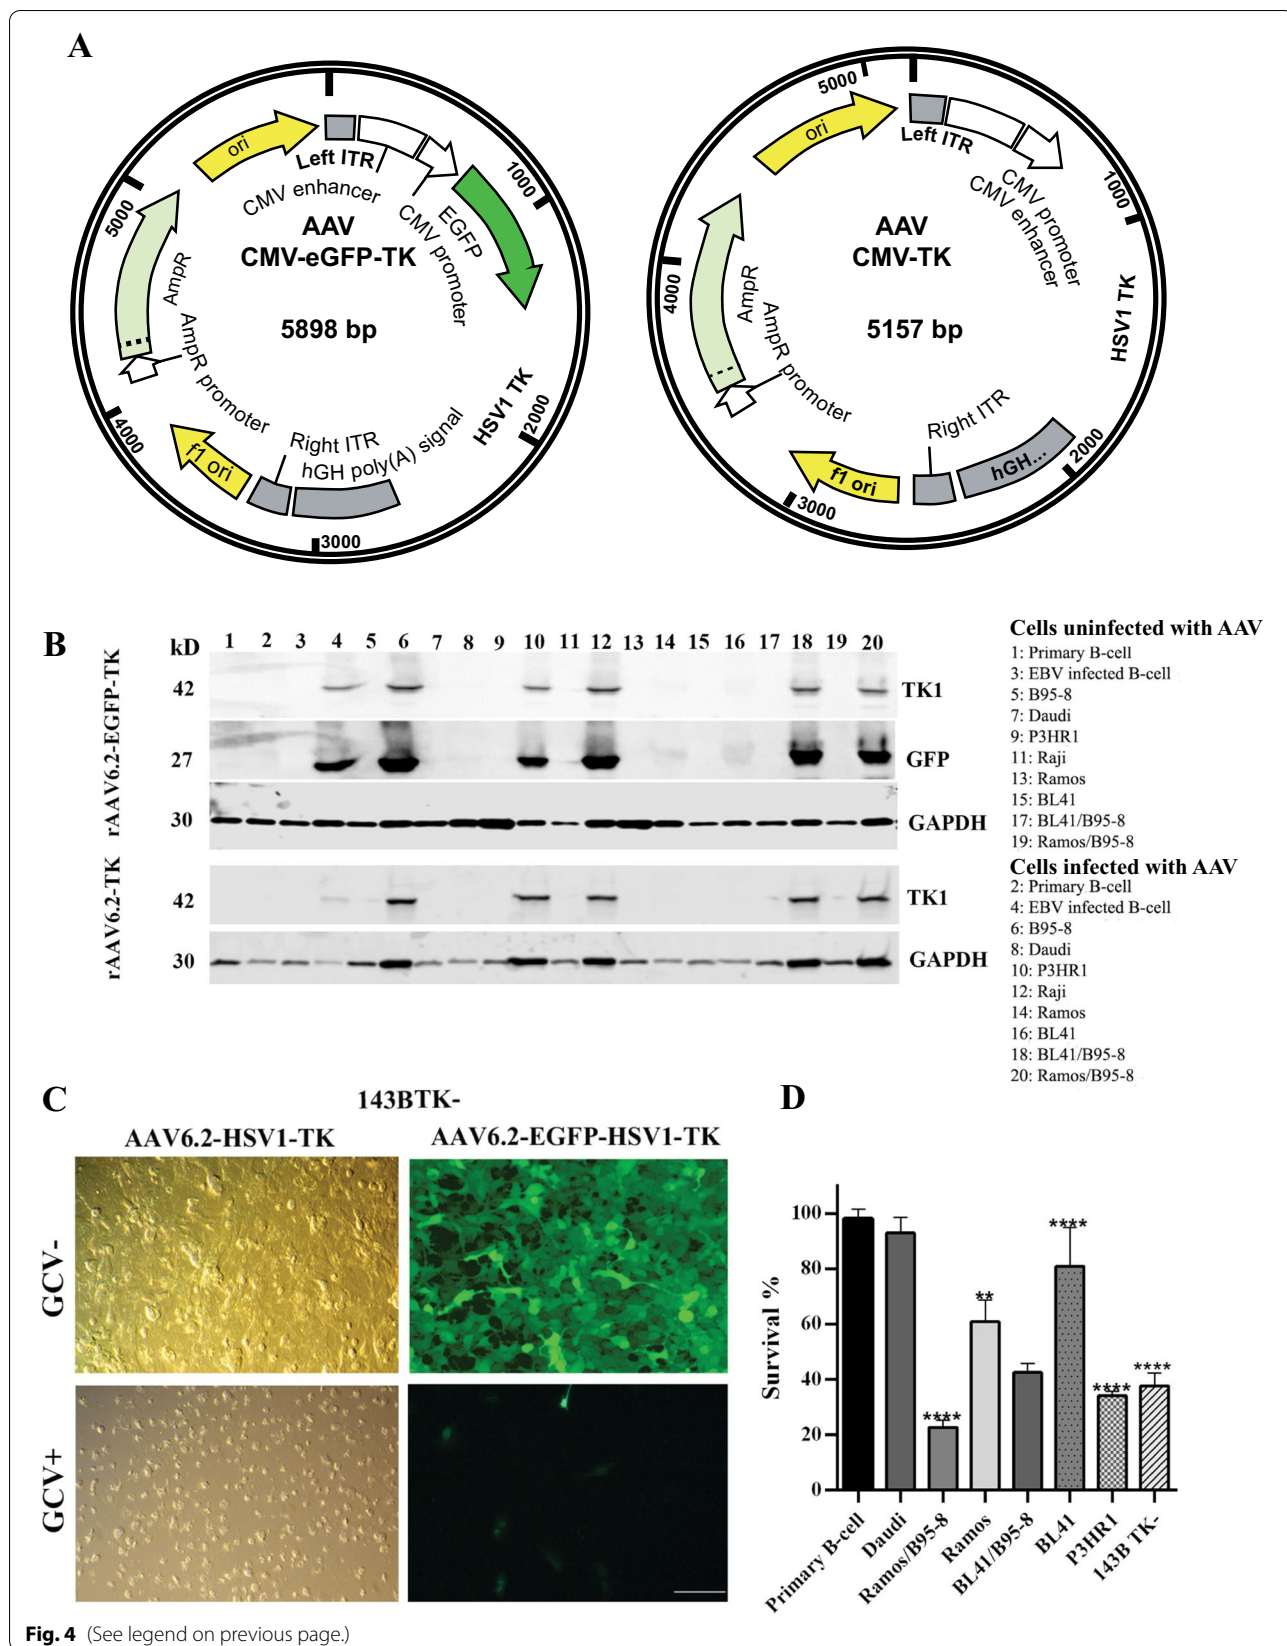 A
ori
Left ITR
CMV enhancer
CMV promoter
EGFP
1000
HSV1 TK
2000
hGH poly(A) signal
Right ITR
3000
f1 ori
4000
AmpR promoter
AmpR
5000
AAV
CMV-eGFP-TK
5898 bp
5000
ori
Left ITR
CMV promoter
CMV enhancer
1000
HSV1 TK
2000
hGH...
Right ITR
3000
f1 ori
AmpR promoter
AmpR
4000
AAV
CMV-TK
5157 bp
B
kD
1 2 3 4 5 6 7 8 9 10 11 12 13 14 15 16 17 18 19 20
rAAV6.2-EGFP-TK
42 TK1
27 GFP
30 GAPDH
rAAV6.2-TK
42 TK1
30 GAPDH
Cells uninfected with AAV
1: Primary B-cell
3: EBV infected B-cell
5: B95-8
7: Daudi
9: P3HR1
11: Raji
13: Ramos
15: BL41
17: BL41/B95-8
19: Ramos/B95-8
Cells infected with AAV
2: Primary B-cell
4: EBV infected B-cell
6: B95-8
8: Daudi
10: P3HR1
12: Raji
14: Ramos
16: BL41
18: BL41/B95-8
20: Ramos/B95-8
C
143BTK-
AAV6.2-HSV1-TK AAV6.2-EGFP-HSV1-TK
GCV-
GCV+
D
Survival %
100
80
60
40
20
0
****
**
****
****
****
Primary B-cell
Daudi
Ramos/B95-8
Ramos
BL41/B95-8
BL41
P3HR1
143B TK-
Fig. 4 (See legend on previous page.)